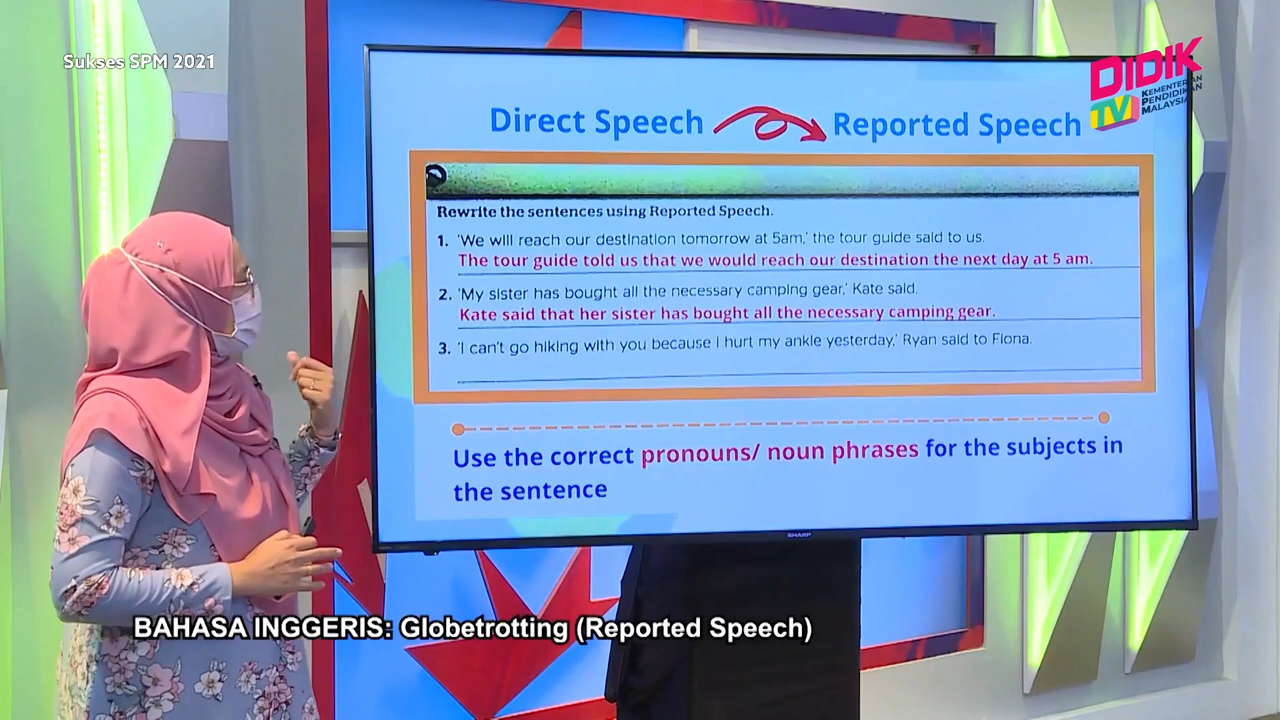 Sukses SPM 2021
DIDIK
TV
KEMENTERIAN
PENDIDIKAN
MALAYSIA
Direct Speech
Reported Speech
Rewrite the sentences using Reported Speech.
1. 'We will reach our destination tomorrow at 5am,' the tour guide said to us.
The tour guide told us that we would reach our destination the next day at 5 am.
2. 'My sister has bought all the necessary camping gear,' Kate said.
Kate said that her sister has bought all the necessary camping gear.
3. 'I can't go hiking with you because I hurt my ankle yesterday,' Ryan said to Fiona.
Use the correct pronouns/ noun phrases for the subjects in
the sentence
SHARP
BAHASA INGGERIS: Globetrotting (Reported Speech)